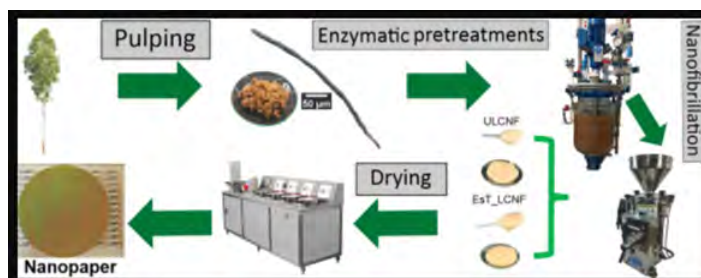 Pulping
Enzymatic pretreatments
Nanofibrillation
50 µm
ULCNF
EsT_LCNF
Drying
Nanopaper